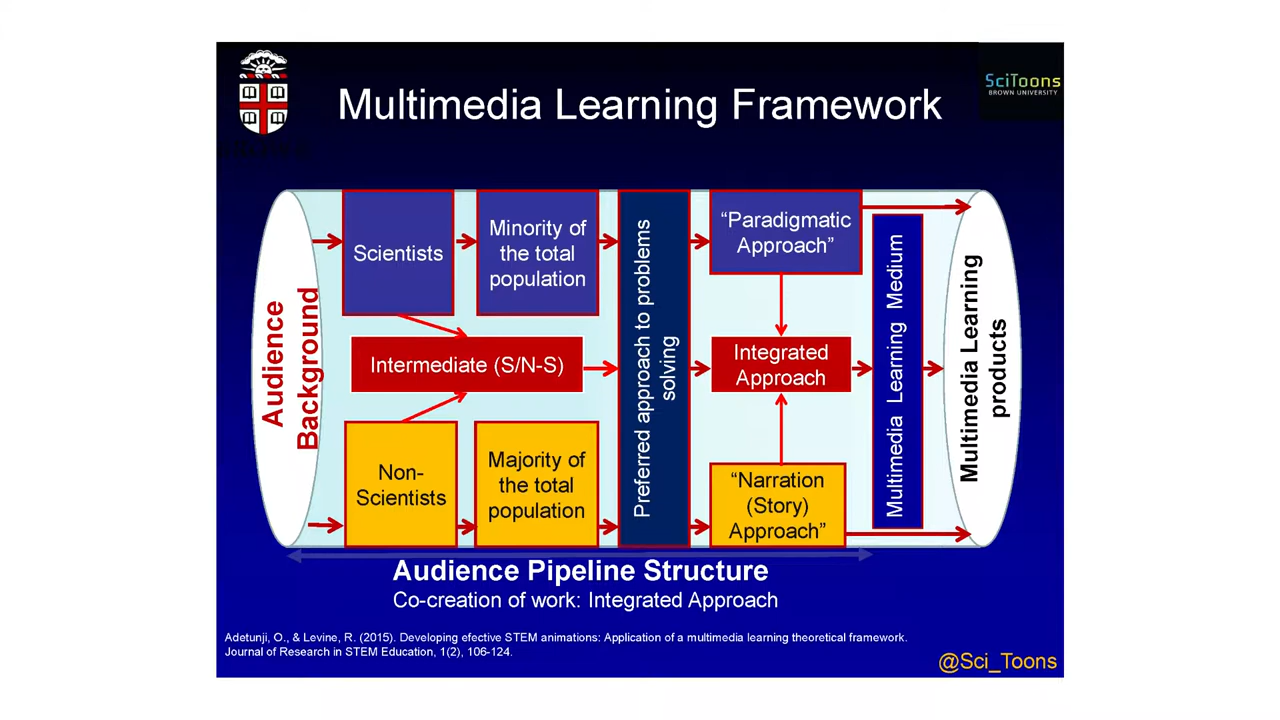 Multimedia Learning Framework
SciToons
BROWN UNIVERSITY
Audience
Background
Scientists
Minority of
the total
population
Intermediate (S/N-S)
Non-
Scientists
Majority of
the total
population
Preferred approach to problems
solving
“Paradigmatic
Approach”
Integrated
Approach
“Narration
(Story)
Approach”
Multimedia Learning Medium
Multimedia Learning
products
Audience Pipeline Structure
Co-creation of work: Integrated Approach
Adetunji, O., & Levine, R. (2015). Developing efective STEM animations: Application of a multimedia learning theoretical framework.
Journal of Research in STEM Education, 1(2), 106-124.
@Sci_Toons